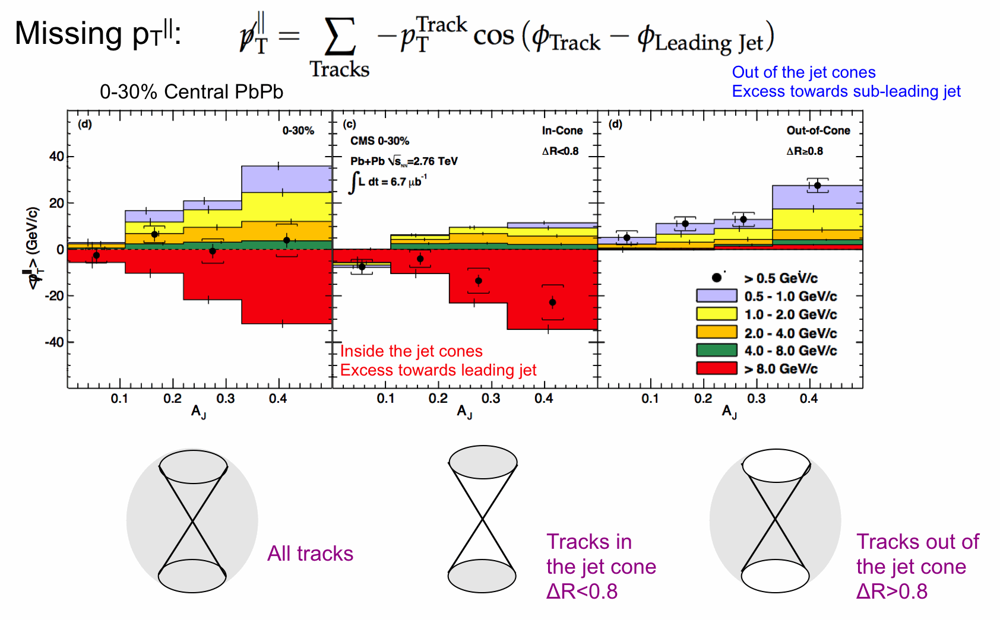 Missing pT||:
p̸T|| = ∑Tracks −pTTrack cos (ϕTrack − ϕLeading Jet)
Out of the jet cones
Excess towards sub-leading jet
0-30% Central PbPb
(d)
0-30%
(c)
In-Cone
CMS 0-30%
ΔR<0.8
Pb+Pb √sNN=2.76 TeV
∫L dt = 6.7 μb-1
(d)
Out-of-Cone
ΔR≥0.8
40
20
0
-20
-40
<p̸T||> (GeV/c)
> 0.5 GeV/c
0.5 - 1.0 GeV/c
1.0 - 2.0 GeV/c
2.0 - 4.0 GeV/c
4.0 - 8.0 GeV/c
> 8.0 GeV/c
Inside the jet cones
Excess towards leading jet
0.1 0.2 0.3 0.4
0.1 0.2 0.3 0.4
0.1 0.2 0.3 0.4
AJ
AJ
AJ
All tracks
Tracks in
the jet cone
ΔR<0.8
Tracks out of
the jet cone
ΔR>0.8